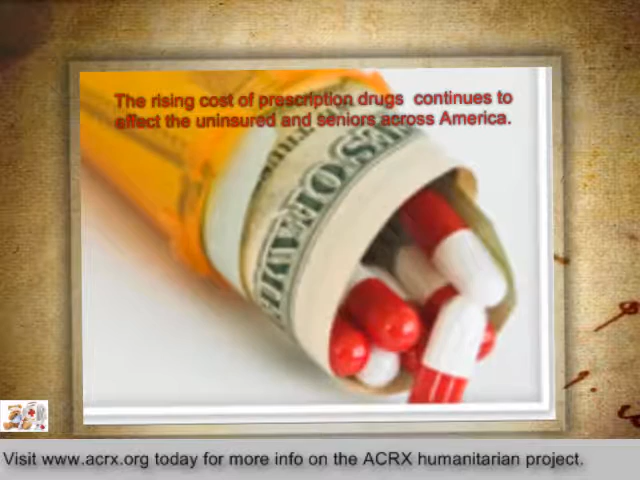 The rising cost of prescription drugs continues to
effect the uninsured and seniors across America.
Visit www.acrx.org today for more info on the ACRX humanitarian project.